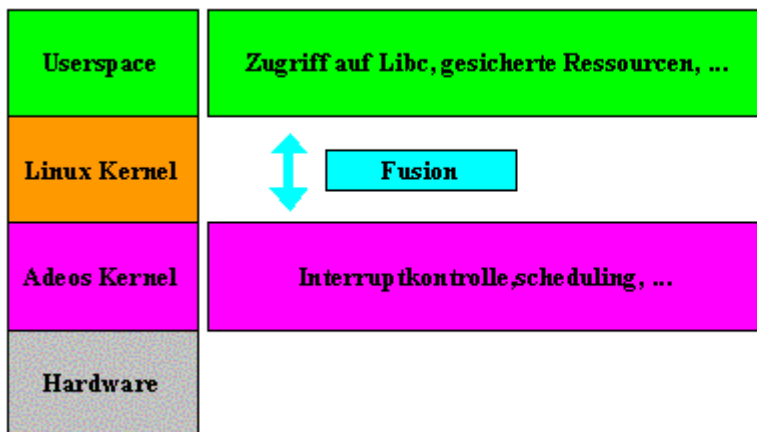 Userspace
Zugriff auf Libc, gesicherte Ressourcen, ...
Linux Kernel
Fusion
Adeos Kernel
Interruptkontrolle,scheduling, ...
Hardware